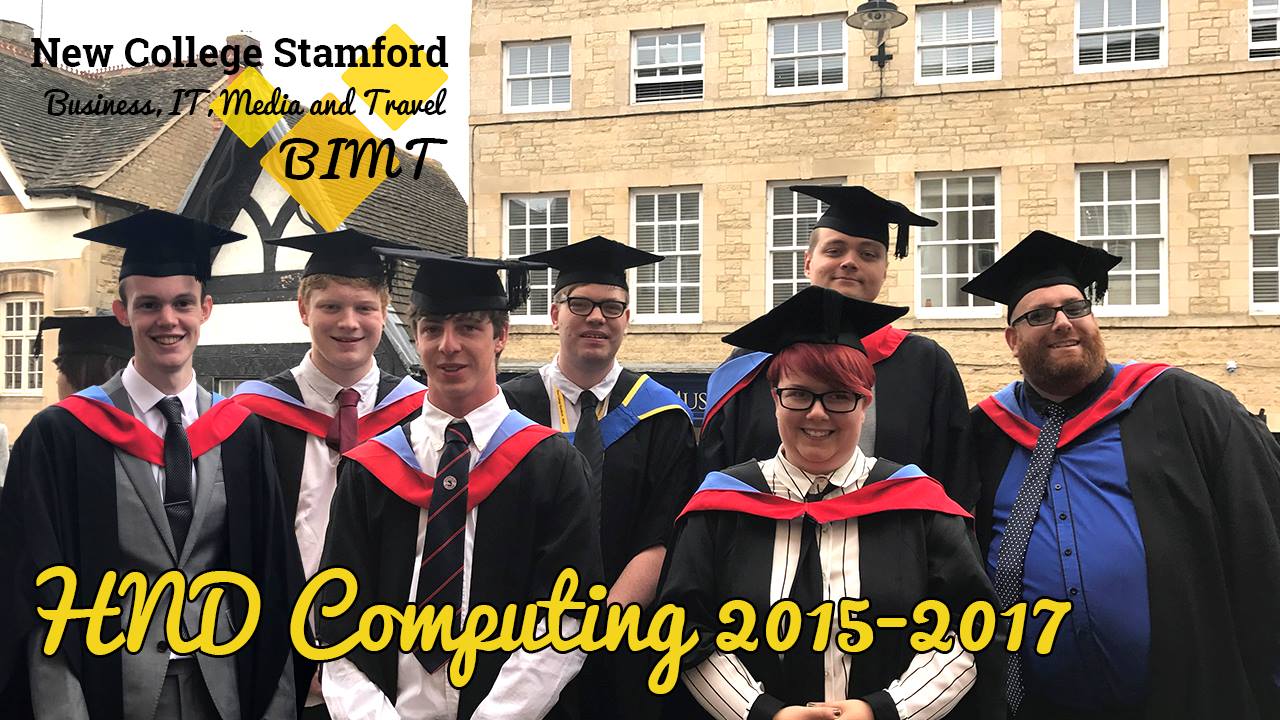 New College Stamford
Business, IT, Media and Travel
BIMT
HND Computing 2015-2017